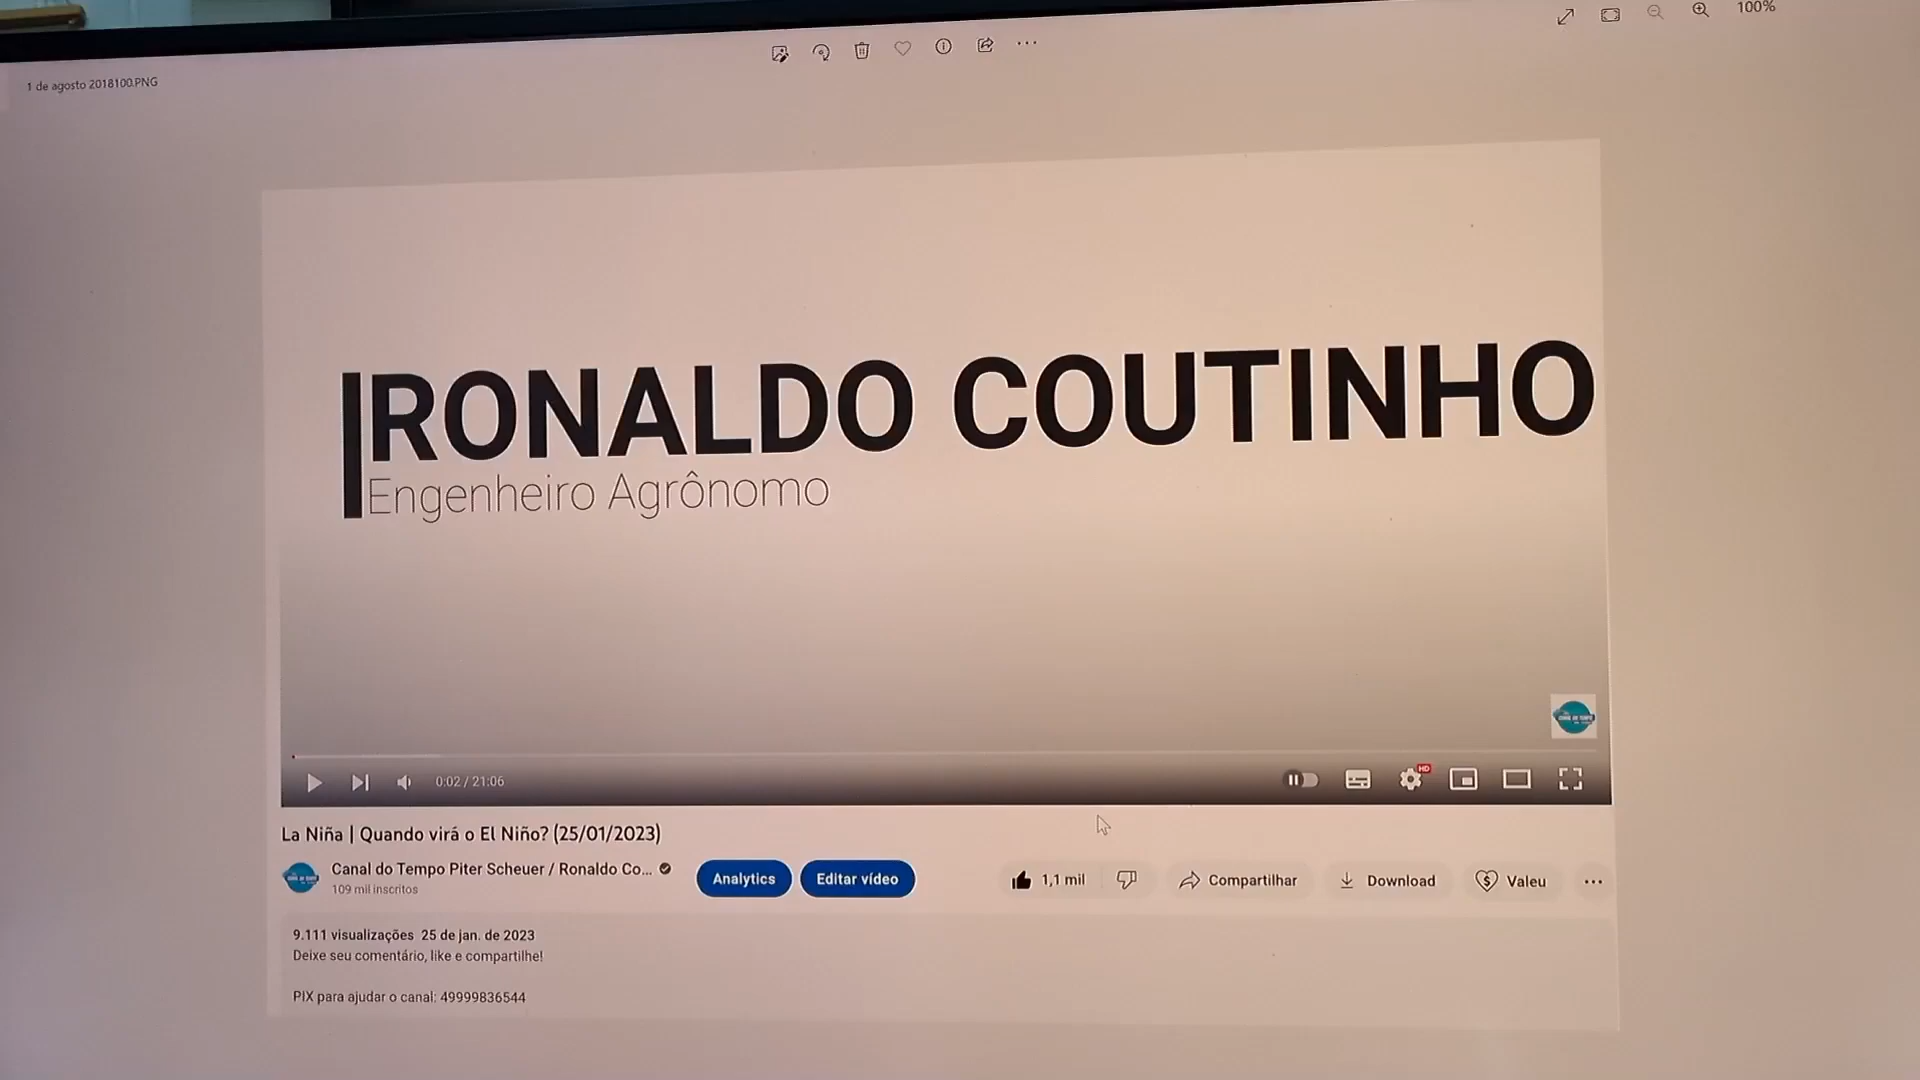 100%
1 de agosto 2018100.PNG
RONALDO COUTINHO
Engenheiro Agrônomo
0:02 / 21:06
HD
La Niña | Quando virá o El Niño? (25/01/2023)
Canal do Tempo Piter Scheuer / Ronaldo Co...
109 mil inscritos
Analytics
Editar vídeo
1,1 mil
Compartilhar
Download
Valeu
9.111 visualizações 25 de jan. de 2023
Deixe seu comentário, like e compartilhe!
PIX para ajudar o canal: 49999836544